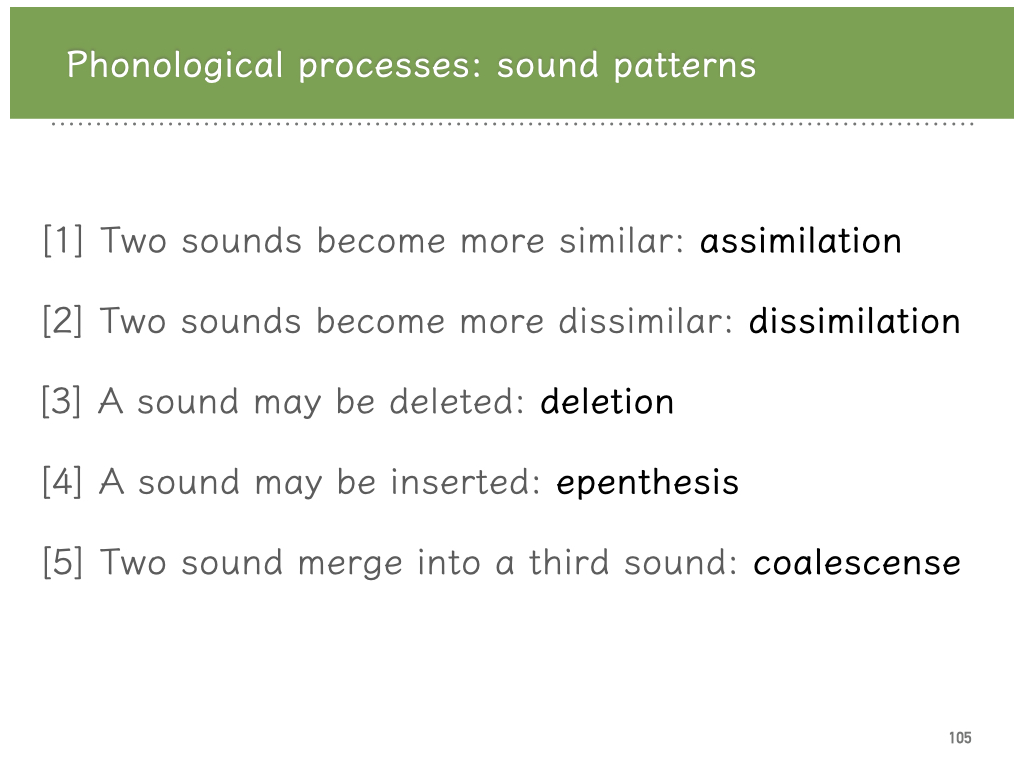 Phonological processes: sound patterns
[1] Two sounds become more similar: assimilation
[2] Two sounds become more dissimilar: dissimilation
[3] A sound may be deleted: deletion
[4] A sound may be inserted: epenthesis
[5] Two sound merge into a third sound: coalescense
105